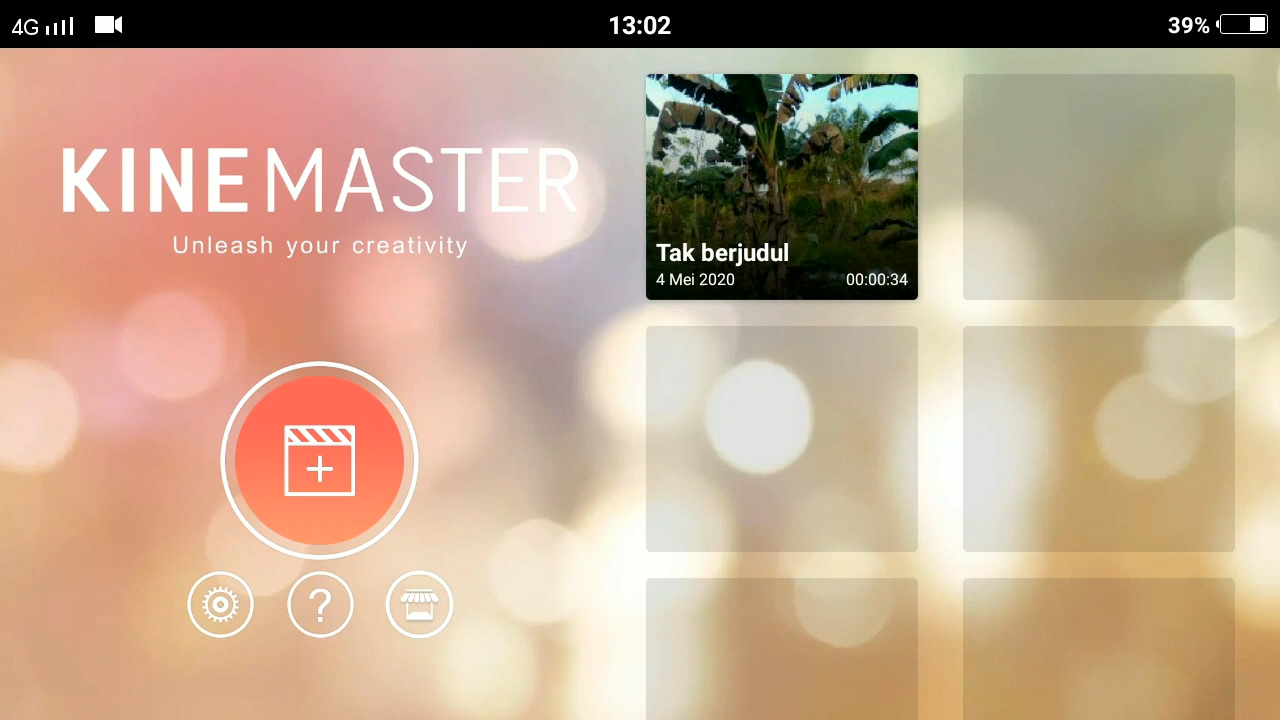 4G
13:02
39%
KINEMASTER
Unleash your creativity
Tak berjudul
4 Mei 2020
00:00:34
?